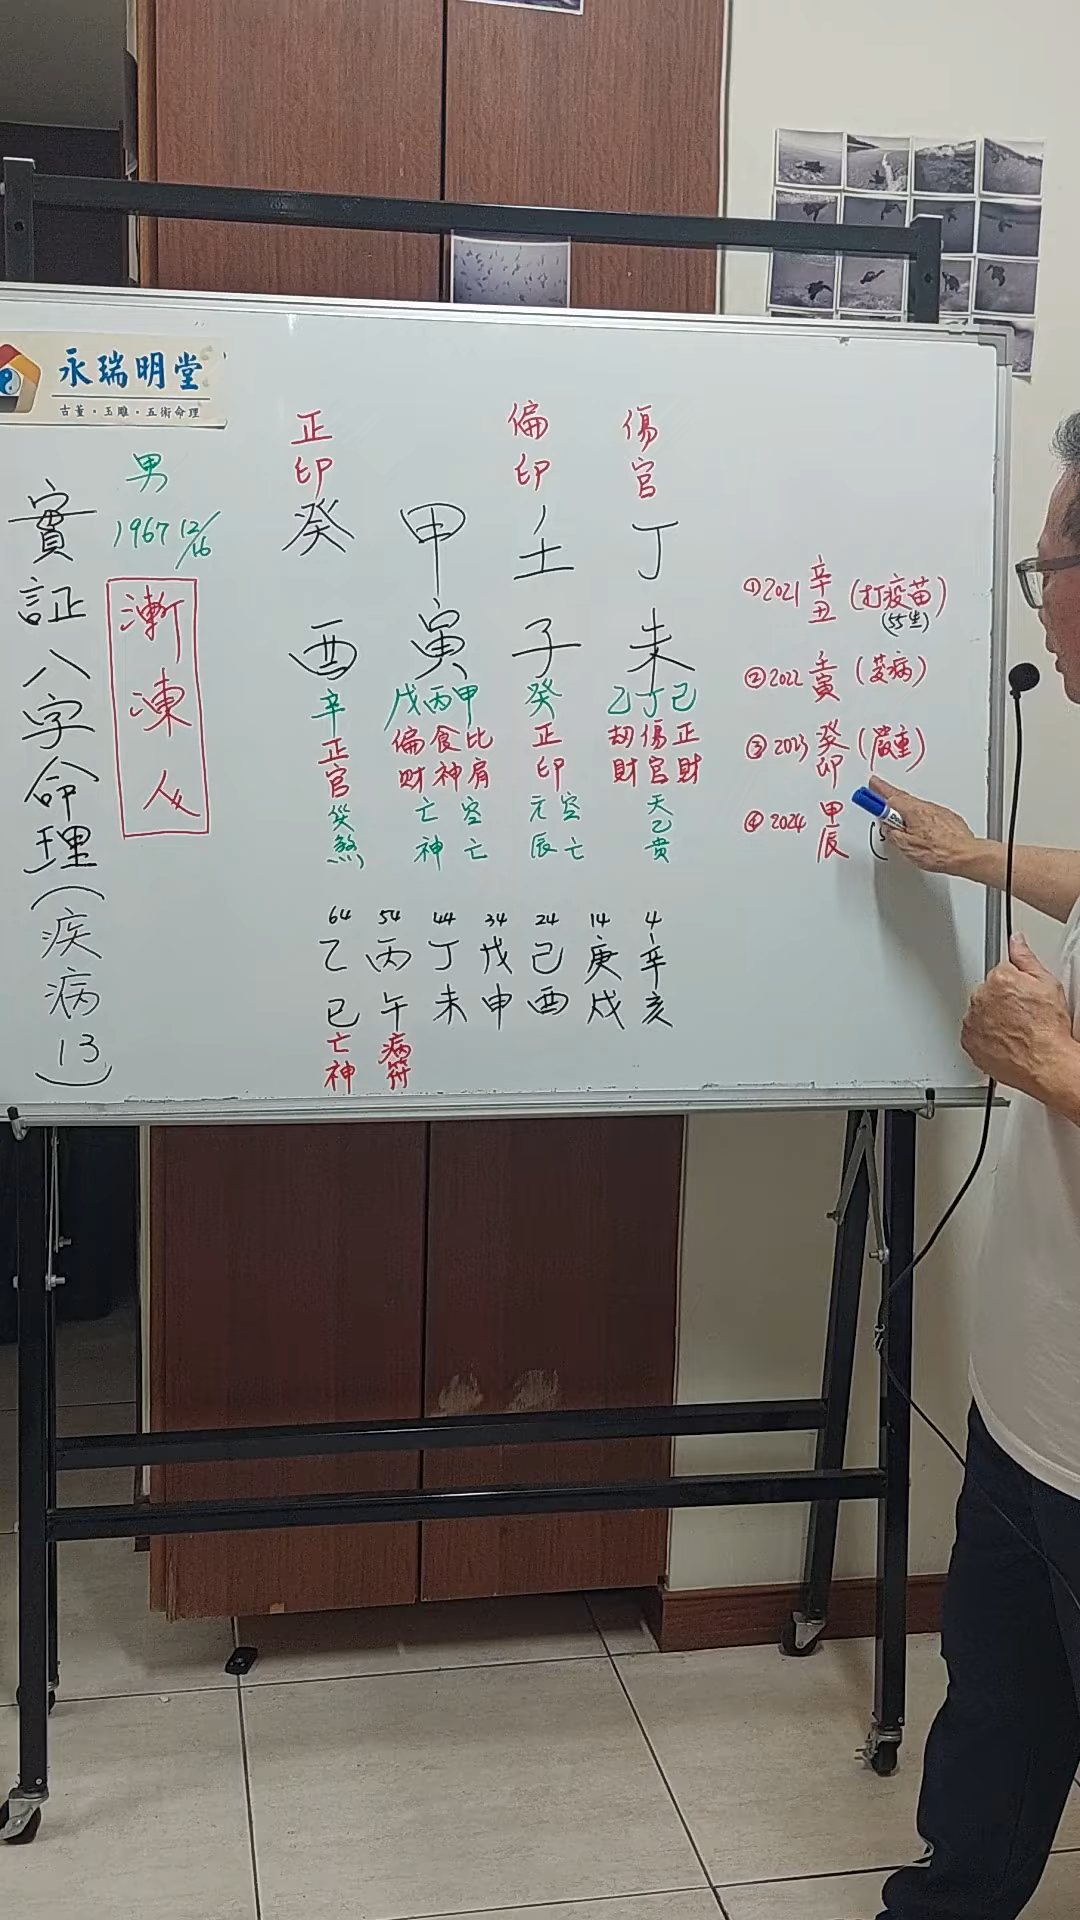 永瑞明堂
古董·玉雕·五術命理
實証八字命理(疾病13)
男
1967 12/16
漸凍人
正印 偏印 傷官
癸 甲 壬 丁
酉 寅 子 未
辛 戊丙甲 癸 乙丁己
正官 偏財 食神 比肩 正印 劫財 傷官 正財
亡神 空亡 元辰 空亡 天乙貴
64 54 44 34 24 14 4
乙 丙 丁 戊 己 庚 辛
巳 午 未 申 酉 戌 亥
亡神 病符
①2021 辛丑 (打疫苗)
(55生)
②2022 壬寅 (發病)
③2023 癸卯 (嚴重)
④2024 甲辰 (